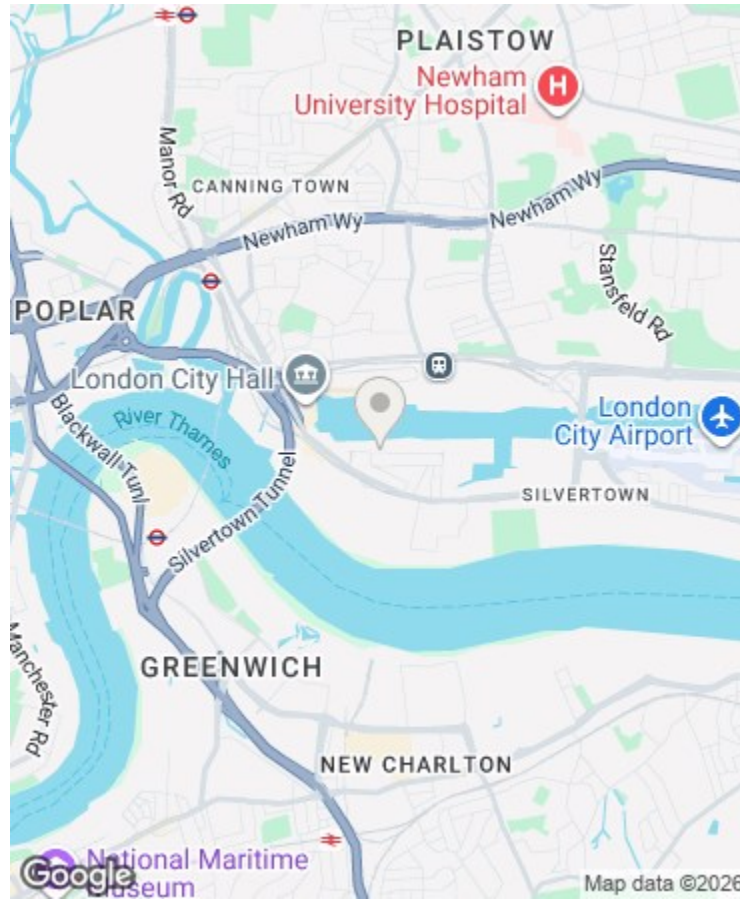 PLAISTOW
Newham
University Hospital
H
Manor Rd
CANNING TOWN
Newham Wy
Newham Wy
Stansfeld Rd
POPLAR
London City Hall
River Thames
Blackwall Tunl
London
City Airport
Silvertown Tunnel
SILVERTOWN
Manchester Rd
GREENWICH
NEW CHARLTON
National Maritime
Museum
Google
Map data ©2026